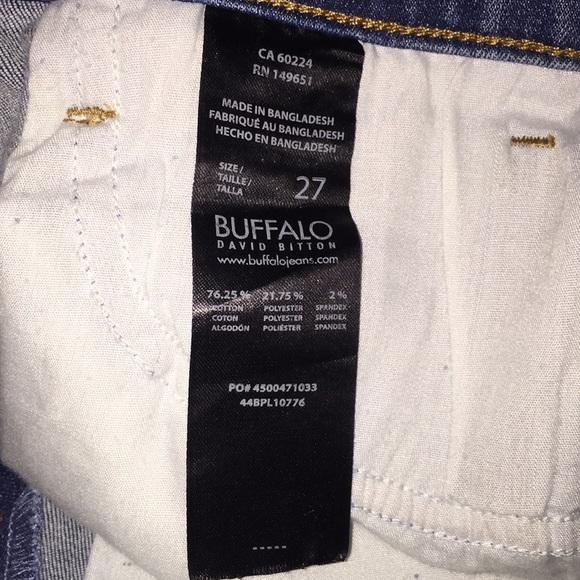 CA 60224
RN 149651
MADE IN BANGLADESH
FABRIQUÉ AU BANGLADESH
HECHO EN BANGLADESH
SIZE/
TAILLE/
TALLA
27
BUFFALO
DAVID BITTON
www.buffalojeans.com
76.25% 21.75% 2%
COTTON POLYESTER SPANDEX
COTON POLYESTER SPANDEX
ALGODÓN POLIÉSTER SPANDEX
PO# 4500471033
44BPL10776
-----